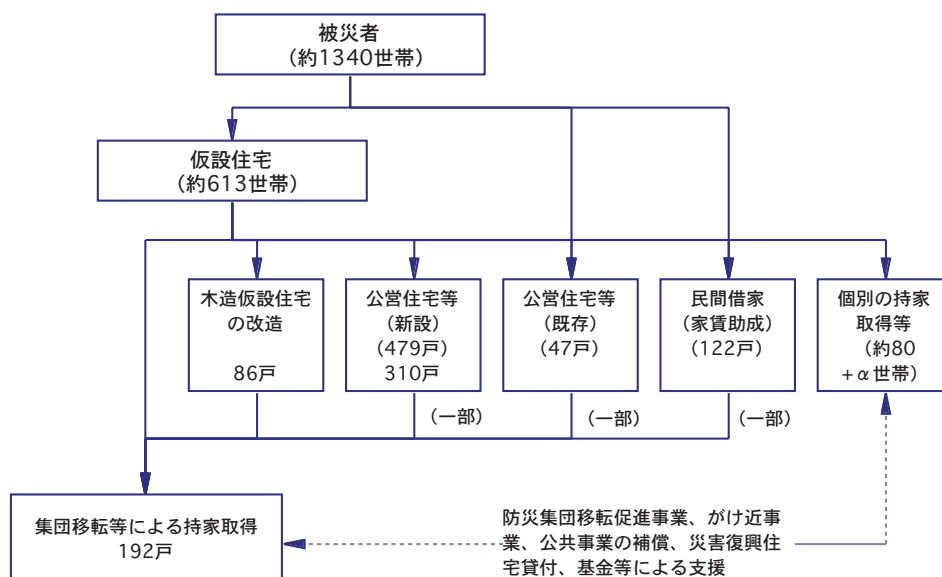 被災者
（約1340世帯）
仮設住宅
（約613世帯）
木造仮設住宅
の改造
86戸
公営住宅等
（新設）
（479戸）
310戸
公営住宅等
（既存）
（47戸）
民間借家
（家賃助成）
（122戸）
個別の持家
取得等
（約80
+α世帯）
（一部）
（一部）
（一部）
集団移転等による持家取得
192戸
防災集団移転促進事業、がけ近事
業、公共事業の補償、災害復興住
宅貸付、基金等による支援